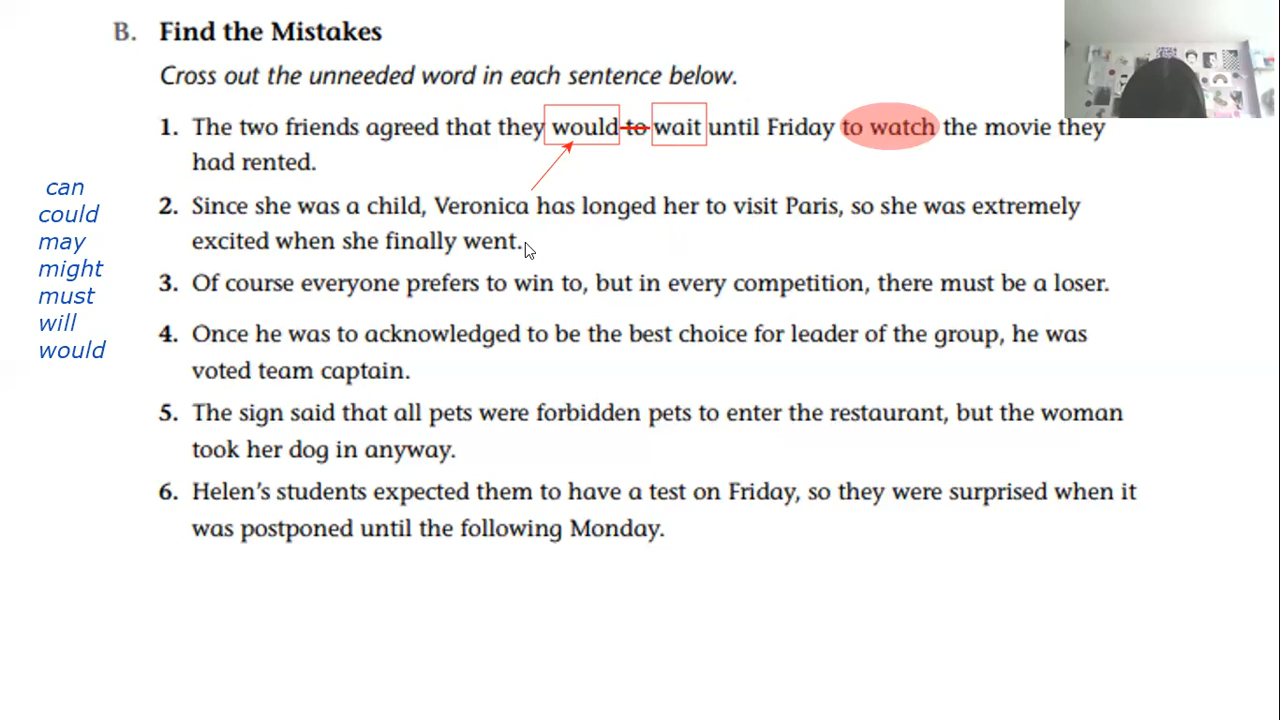 B. Find the Mistakes
Cross out the unneeded word in each sentence below.
1. The two friends agreed that they would to wait until Friday to watch the movie they
had rented.
2. Since she was a child, Veronica has longed her to visit Paris, so she was extremely
excited when she finally went.
3. Of course everyone prefers to win to, but in every competition, there must be a loser.
4. Once he was to acknowledged to be the best choice for leader of the group, he was
voted team captain.
5. The sign said that all pets were forbidden pets to enter the restaurant, but the woman
took her dog in anyway.
6. Helen's students expected them to have a test on Friday, so they were surprised when it
was postponed until the following Monday.
can
could
may
might
must
will
would